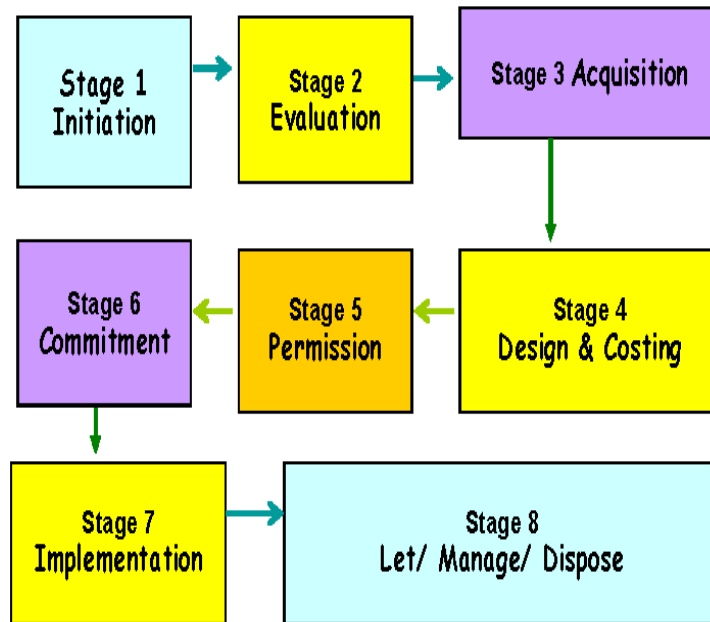 Stage 1
Initiation
Stage 2
Evaluation
Stage 3 Acquisition
Stage 4
Design & Costing
Stage 5
Permission
Stage 6
Commitment
Stage 7
Implementation
Stage 8
Let/ Manage/ Dispose